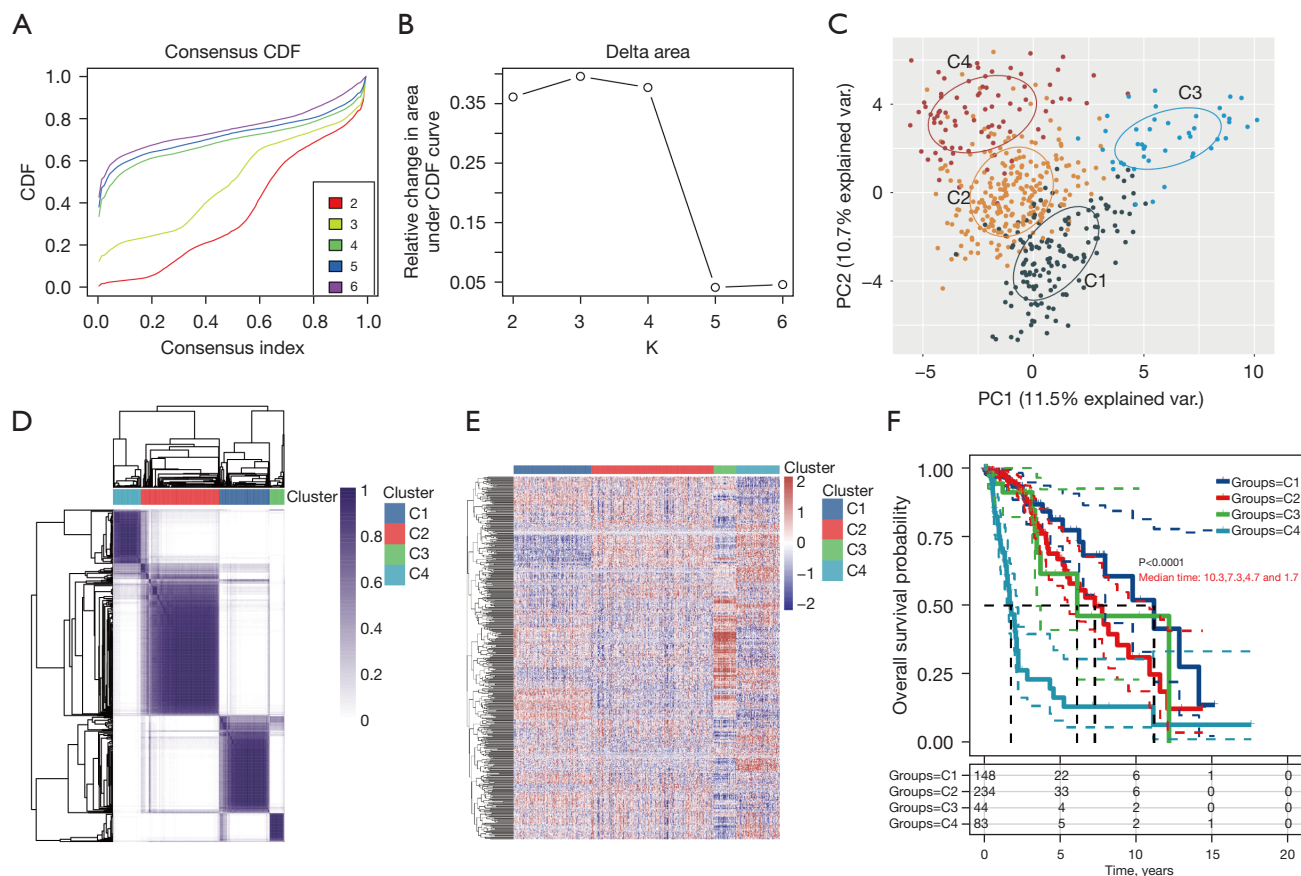 A
Consensus CDF
CDF
1.0
0.8
0.6
0.4
0.2
0.0
2
3
4
5
6
0.0 0.2 0.4 0.6 0.8 1.0
Consensus index
B
Delta area
Relative change in area
under CDF curve
0.35
0.25
0.15
0.05
2 3 4 5 6
K
C
C4
C3
C2
C1
PC2 (10.7% explained var.)
4
0
−4
−5 0 5 10
PC1 (11.5% explained var.)
D
Cluster
1
0.8
0.6
0.4
0.2
0
Cluster
C1
C2
C3
C4
E
Cluster
2
1
0
−1
−2
Cluster
C1
C2
C3
C4
F
Overall survival probability
1.00
0.75
0.50
0.25
0.00
Groups=C1
Groups=C2
Groups=C3
Groups=C4
P<0.0001
Median time: 10.3,7.3,4.7 and 1.7
Groups=C1 148 22 6 1 0
Groups=C2 234 33 6 0 0
Groups=C3 44 4 2 0 0
Groups=C4 83 5 2 1 0
0 5 10 15 20
Time, years